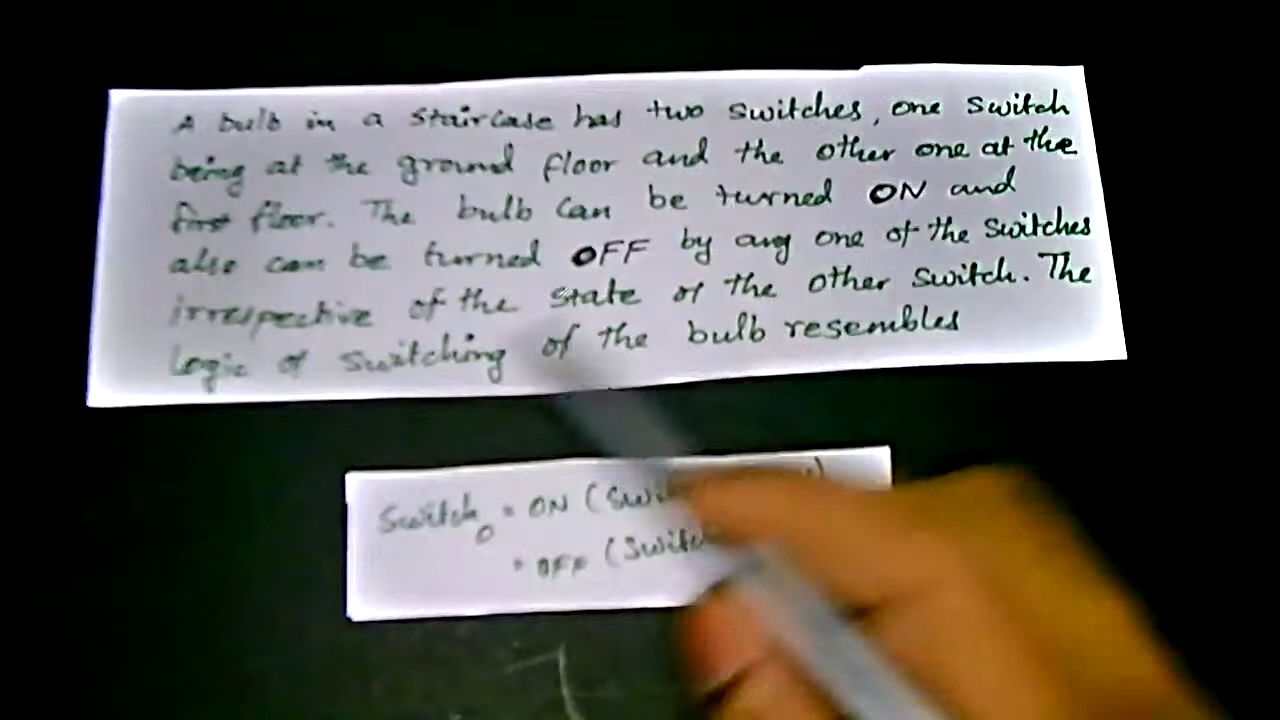 A bulb in a staircase has two switches, one switch
being at the ground floor and the other one at the
first floor. The bulb can be turned ON and
also can be turned OFF by any one of the switches
irrespective of the state of the other switch. The
Logic of switching of the bulb resembles
Switch0 = ON (Swi
= OFF (Switc